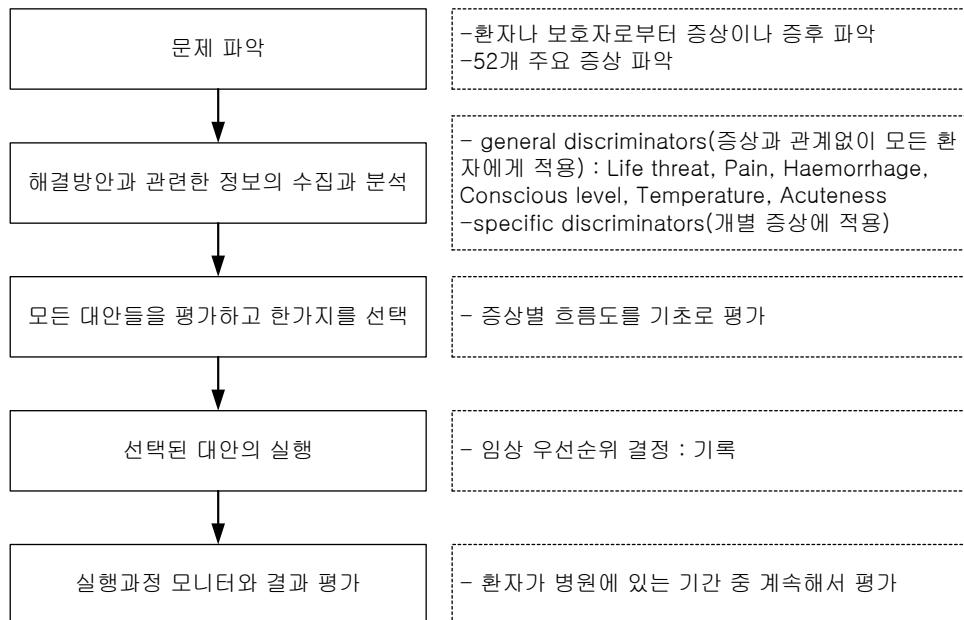 문제 파악
-환자나 보호자로부터 증상이나 증후 파악
-52개 주요 증상 파악
해결방안과 관련한 정보의 수집과 분석
- general discriminators(증상과 관계없이 모든 환
자에게 적용) : Life threat, Pain, Haemorrhage,
Conscious level, Temperature, Acuteness
-specific discriminators(개별 증상에 적용)
모든 대안들을 평가하고 한가지를 선택
- 증상별 흐름도를 기초로 평가
선택된 대안의 실행
- 임상 우선순위 결정 : 기록
실행과정 모니터와 결과 평가
- 환자가 병원에 있는 기간 중 계속해서 평가